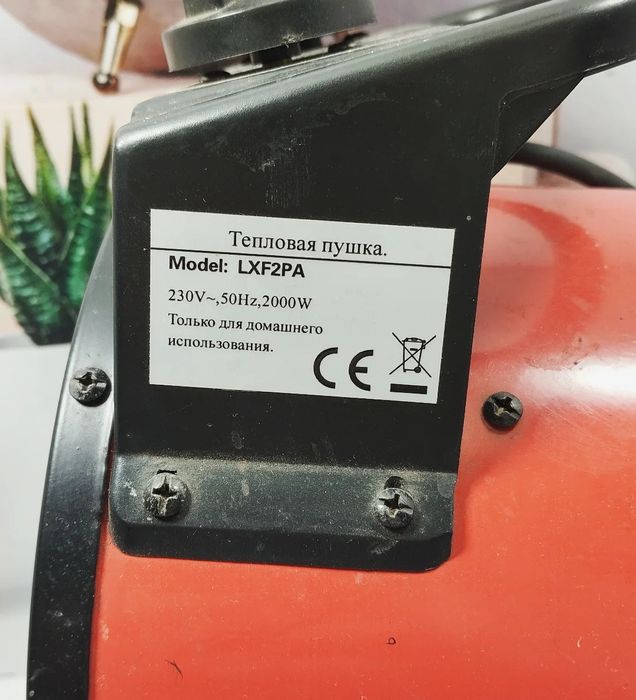 Тепловая пушка.
Model: LXF2PA
230V~,50Hz,2000W
Только для домашнего
использования.
CE